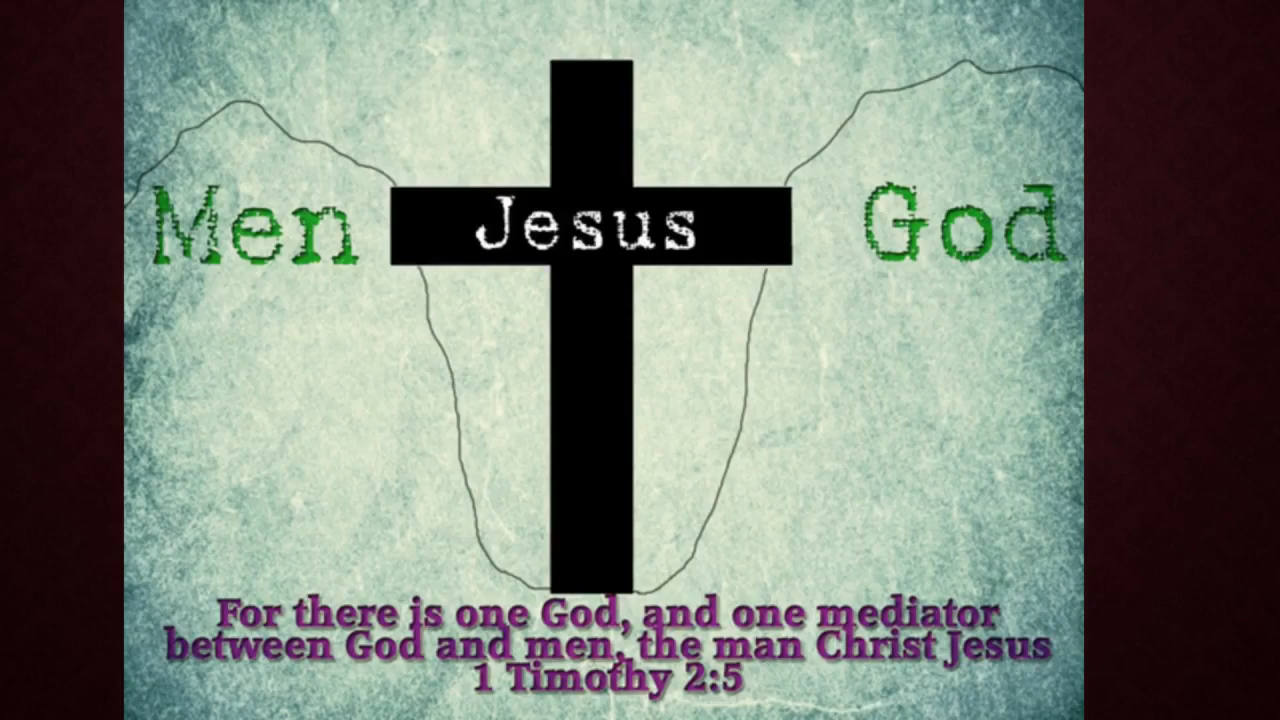 Men Jesus God
For there is one God, and one mediator
between God and men, the man Christ Jesus
1 Timothy 2:5